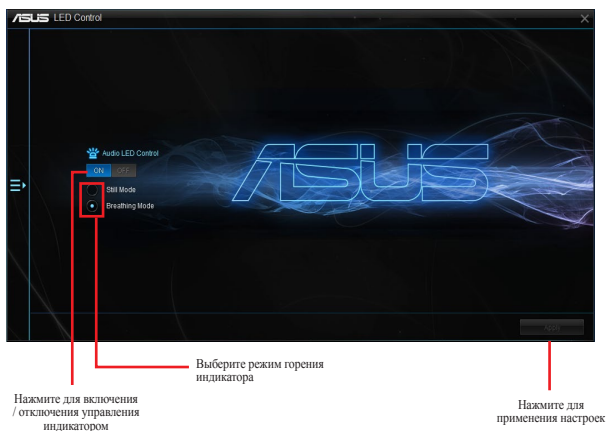 ASUS LED Control
Audio LED Control
ON OFF
Still Mode
Breathing Mode
ASUS
Apply
Выберите режим горения
индикатора
Нажмите для включения
/ отключения управления
индикатором
Нажмите для
применения настроек